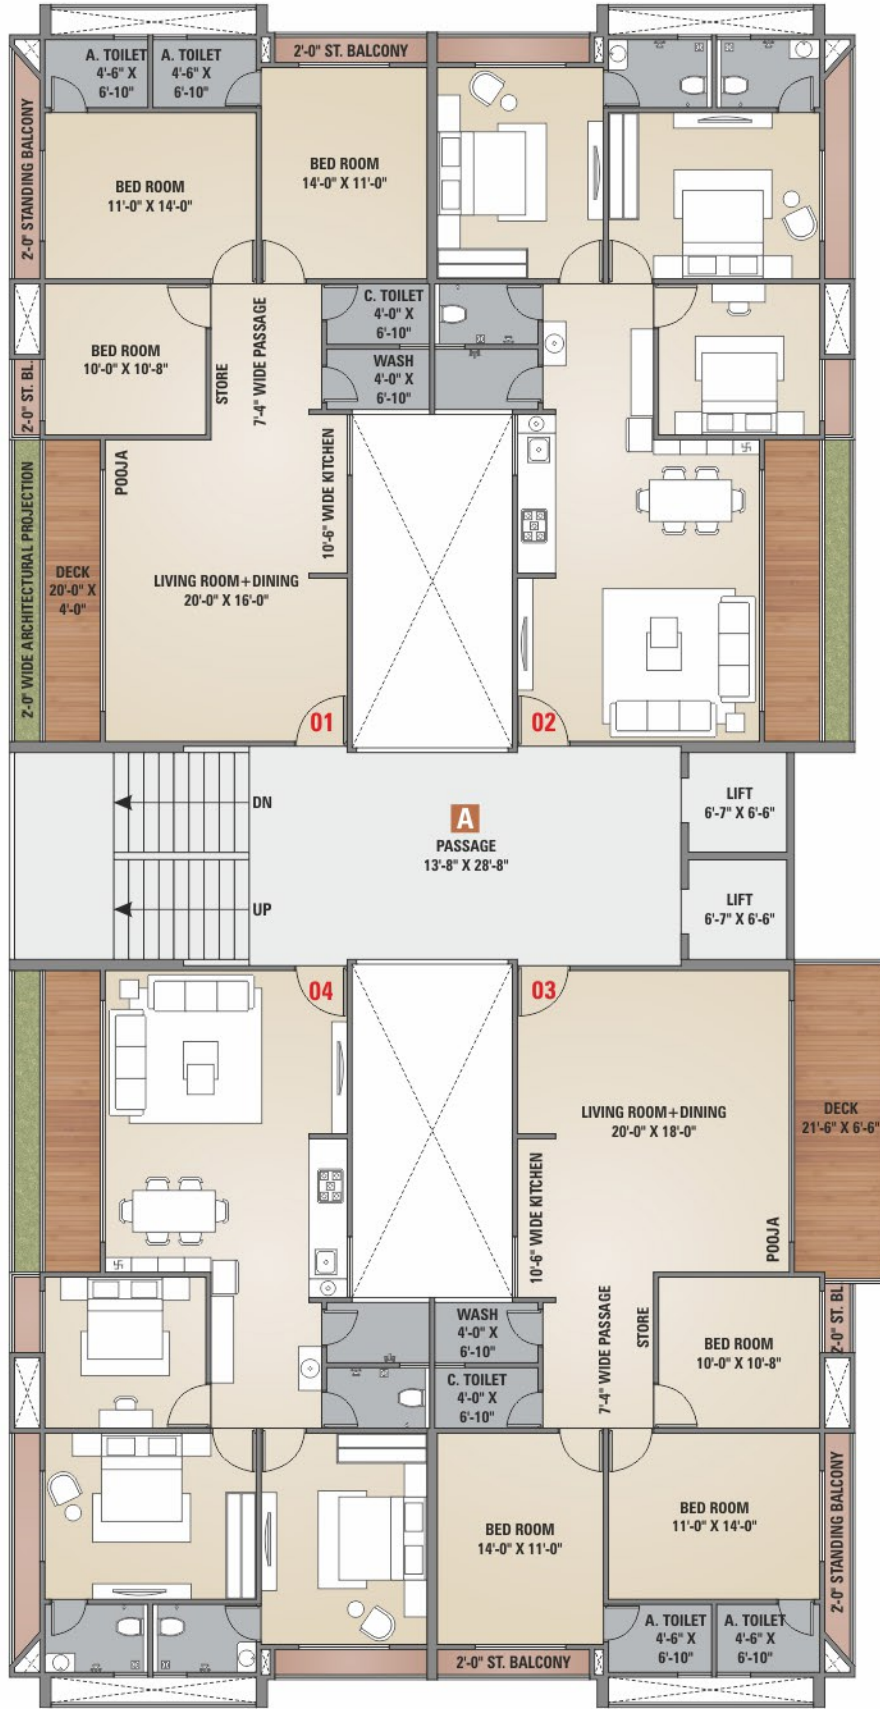 2'-0" ST. BALCONY
A. TOILET
4'-6" X
6'-10"
A. TOILET
4'-6" X
6'-10"
2'-0" STANDING BALCONY
BED ROOM
11'-0" X 14'-0"
BED ROOM
14'-0" X 11'-0"
C. TOILET
4'-0" X
6'-10"
WASH
4'-0" X
6'-10"
BED ROOM
10'-0" X 10'-8"
STORE
7'-4" WIDE PASSAGE
2'-0" ST. BL.
POOJA
10'-6" WIDE KITCHEN
2'-0" WIDE ARCHITECTURAL PROJECTION
DECK
20'-0" X
4'-0"
LIVING ROOM+DINING
20'-0" X 16'-0"
01
02
DN
A
PASSAGE
13'-8" X 28'-8"
LIFT
6'-7" X 6'-6"
UP
LIFT
6'-7" X 6'-6"
04
03
LIVING ROOM+DINING
20'-0" X 18'-0"
DECK
21'-6" X 6'-6"
10'-6" WIDE KITCHEN
POOJA
WASH
4'-0" X
6'-10"
C. TOILET
4'-0" X
6'-10"
7'-4" WIDE PASSAGE
STORE
BED ROOM
10'-0" X 10'-8"
2'-0" ST. BL.
BED ROOM
14'-0" X 11'-0"
BED ROOM
11'-0" X 14'-0"
2'-0" STANDING BALCONY
A. TOILET
4'-6" X
6'-10"
A. TOILET
4'-6" X
6'-10"
2'-0" ST. BALCONY